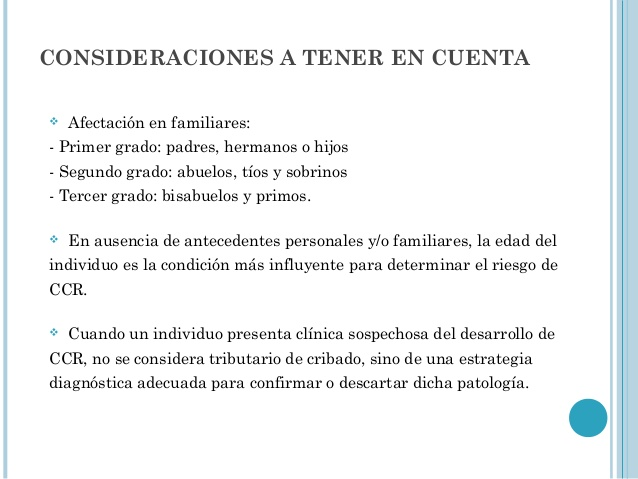 CONSIDERACIONES A TENER EN CUENTA
❖ Afectación en familiares:
- Primer grado: padres, hermanos o hijos
- Segundo grado: abuelos, tíos y sobrinos
- Tercer grado: bisabuelos y primos.
❖ En ausencia de antecedentes personales y/o familiares, la edad del
individuo es la condición más influyente para determinar el riesgo de
CCR.
❖ Cuando un individuo presenta clínica sospechosa del desarrollo de
CCR, no se considera tributario de cribado, sino de una estrategia
diagnóstica adecuada para confirmar o descartar dicha patología.